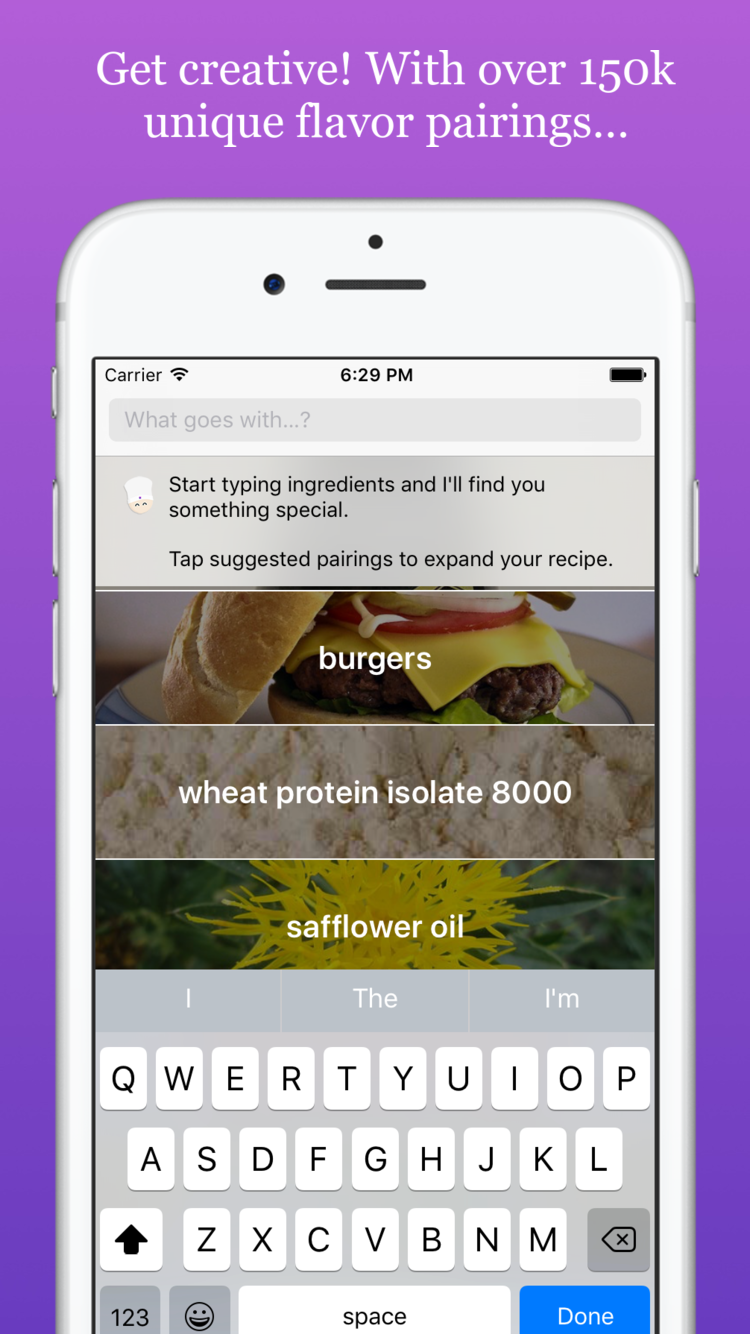 Get creative! With over 150k
unique flavor pairings...
Carrier 6:29 PM
What goes with...?
Start typing ingredients and I'll find you
something special.
Tap suggested pairings to expand your recipe.
burgers
wheat protein isolate 8000
safflower oil
I The I'm
Q W E R T Y U I O P
A S D F G H J K L
Z X C V B N M
123 space Done